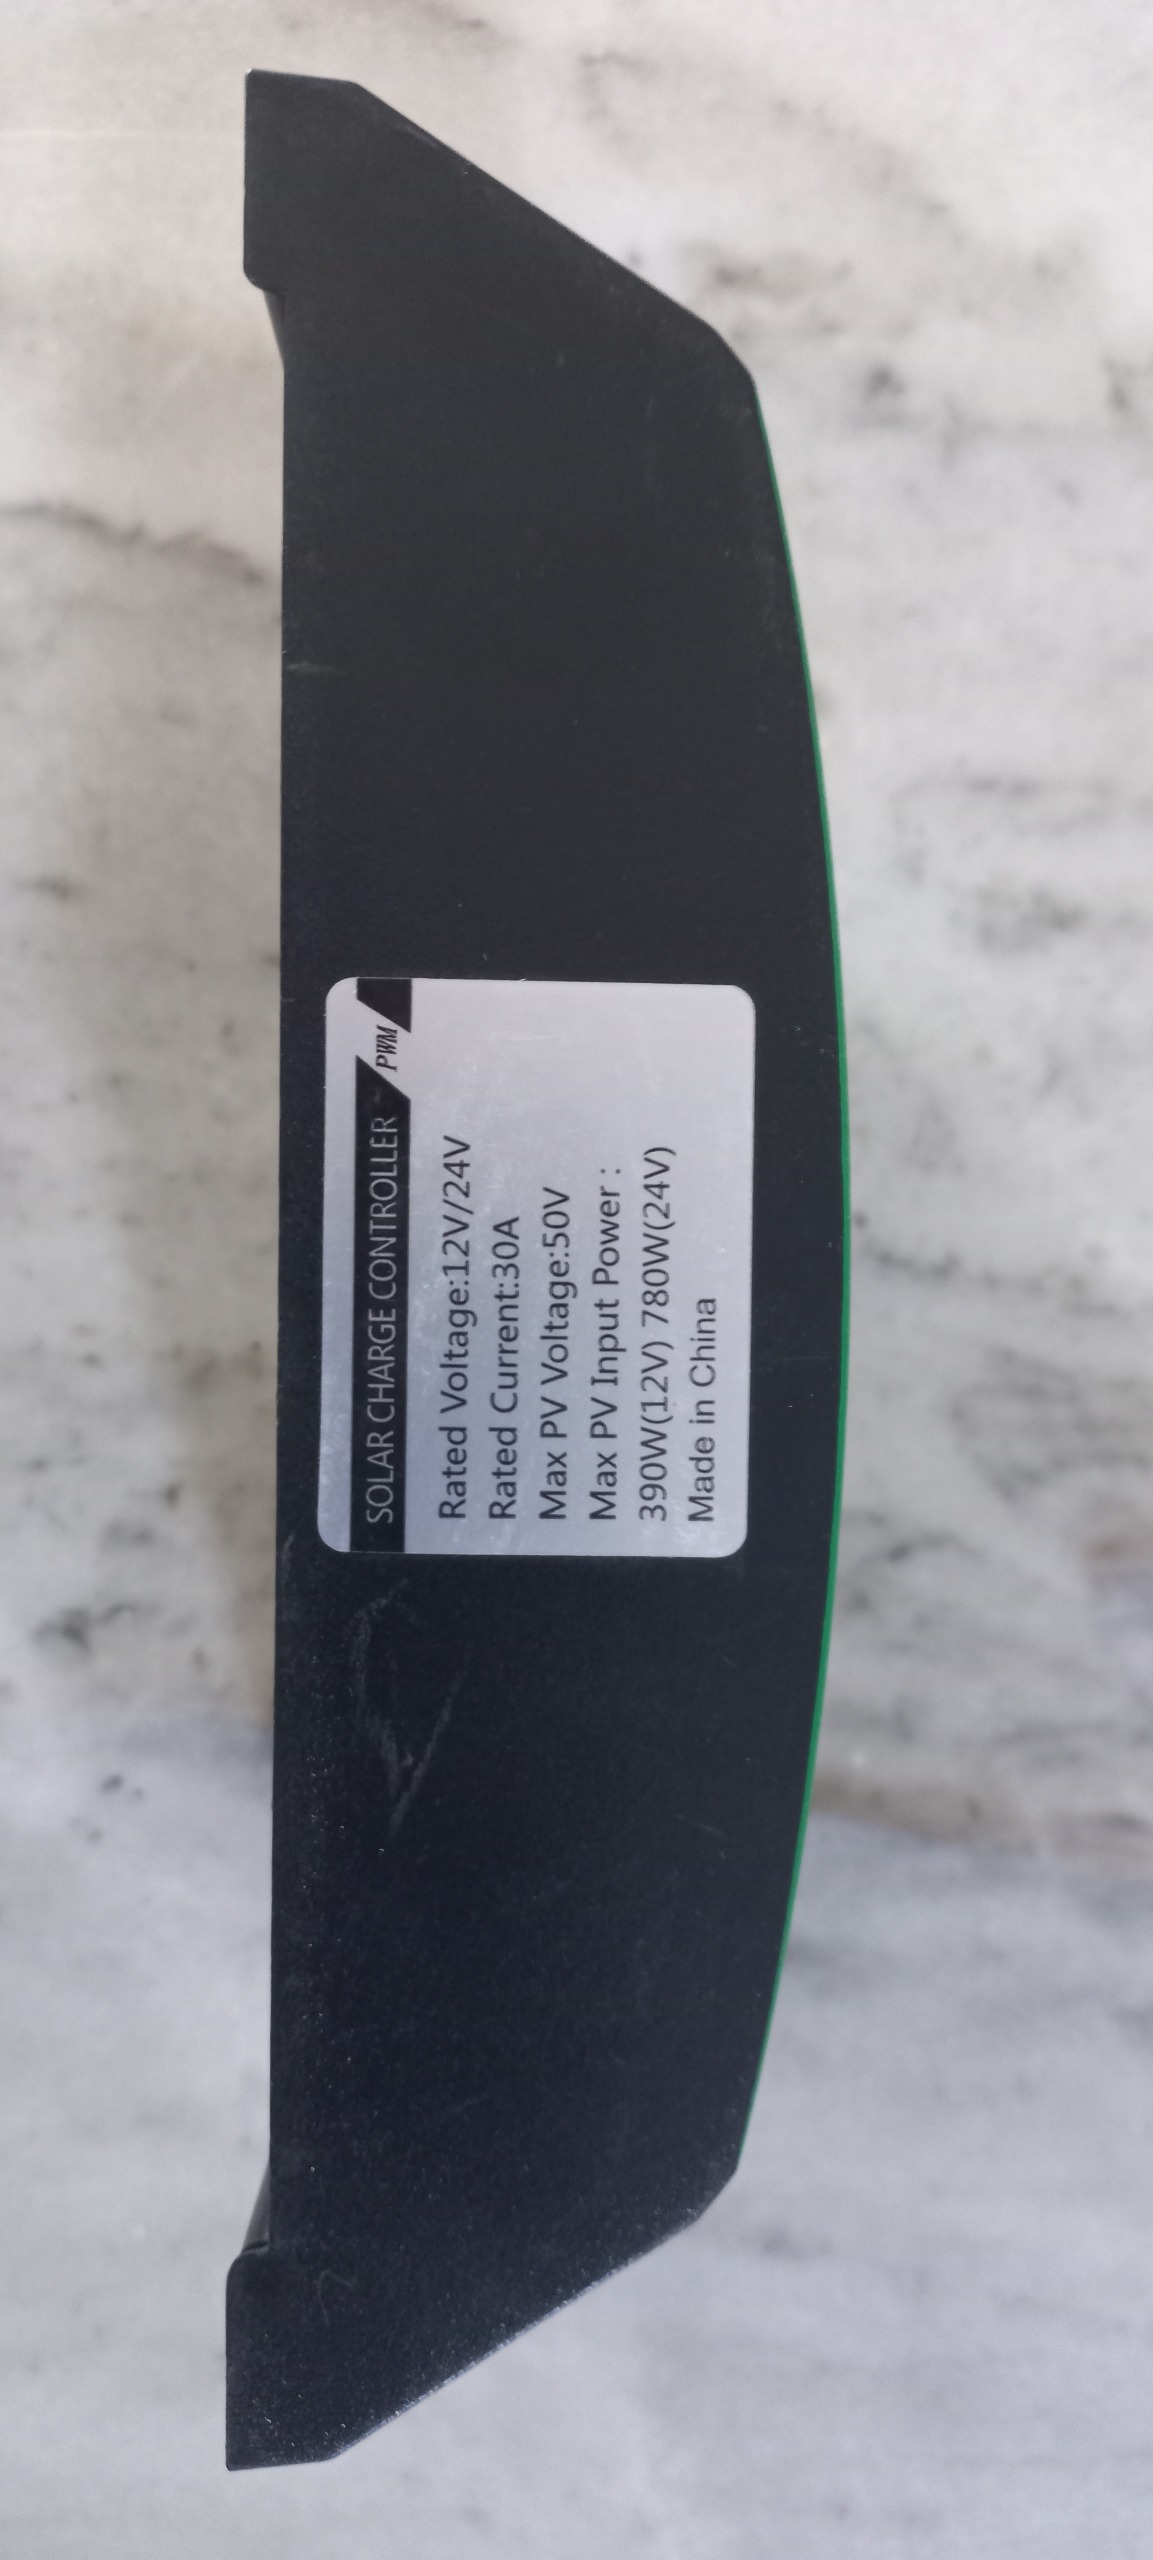 SOLAR CHARGE CONTROLLER PWM
Rated Voltage:12V/24V
Rated Current:30A
Max PV Voltage:50V
Max PV Input Power :
390W(12V) 780W(24V)
Made in China